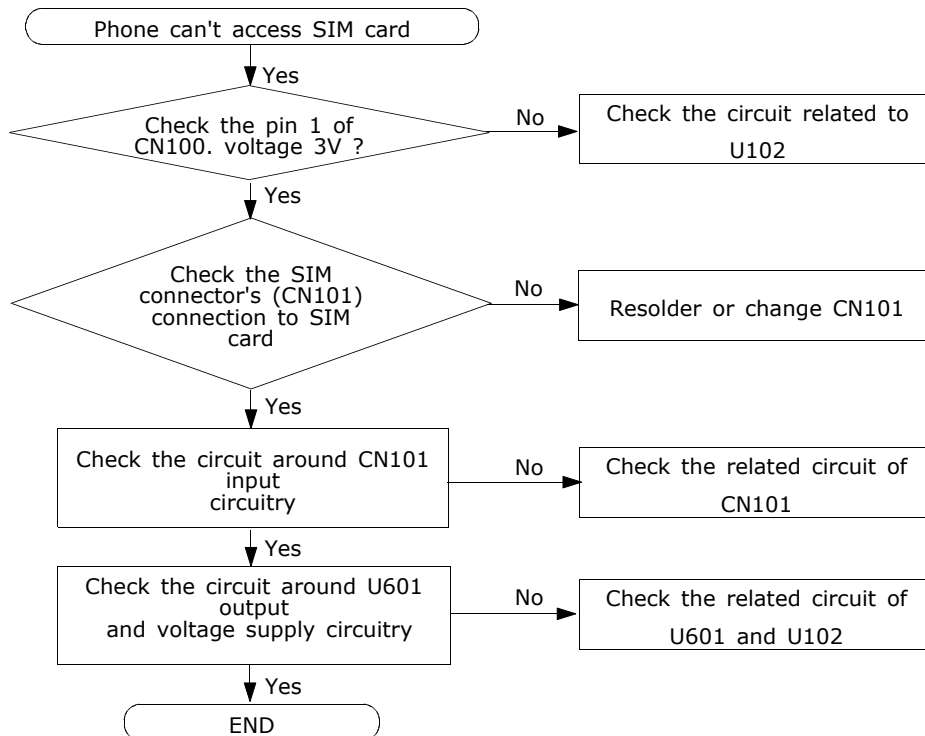 Phone can't access SIM card
Yes
Check the pin 1 of
CN100. voltage 3V ?
No
Check the circuit related to
U102
Yes
Check the SIM
connector's (CN101)
connection to SIM
card
No
Resolder or change CN101
Yes
Check the circuit around CN101
input
circuitry
No
Check the related circuit of
CN101
Yes
Check the circuit around U601
output
and voltage supply circuitry
No
Check the related circuit of
U601 and U102
Yes
END